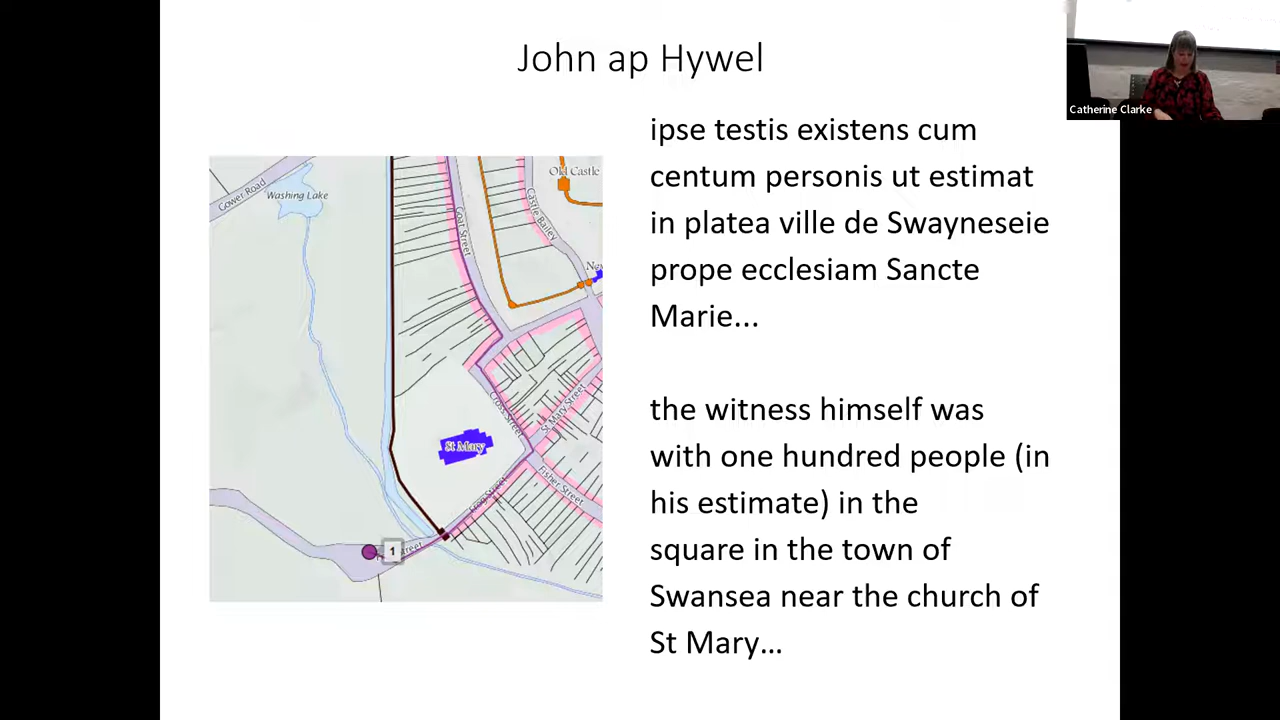 John ap Hywel
Catherine Clarke
ipse testis existens cum
centum personis ut estimat
in platea ville de Swayneseie
prope ecclesiam Sancte
Marie...
the witness himself was
with one hundred people (in
his estimate) in the
square in the town of
Swansea near the church of
St Mary...
Gower Road
Washing Lake
Goat Street
Castle Bailey
Old Castle
Cross Street
St Mary Street
St Mary
Frog Street
Fisher Street
1